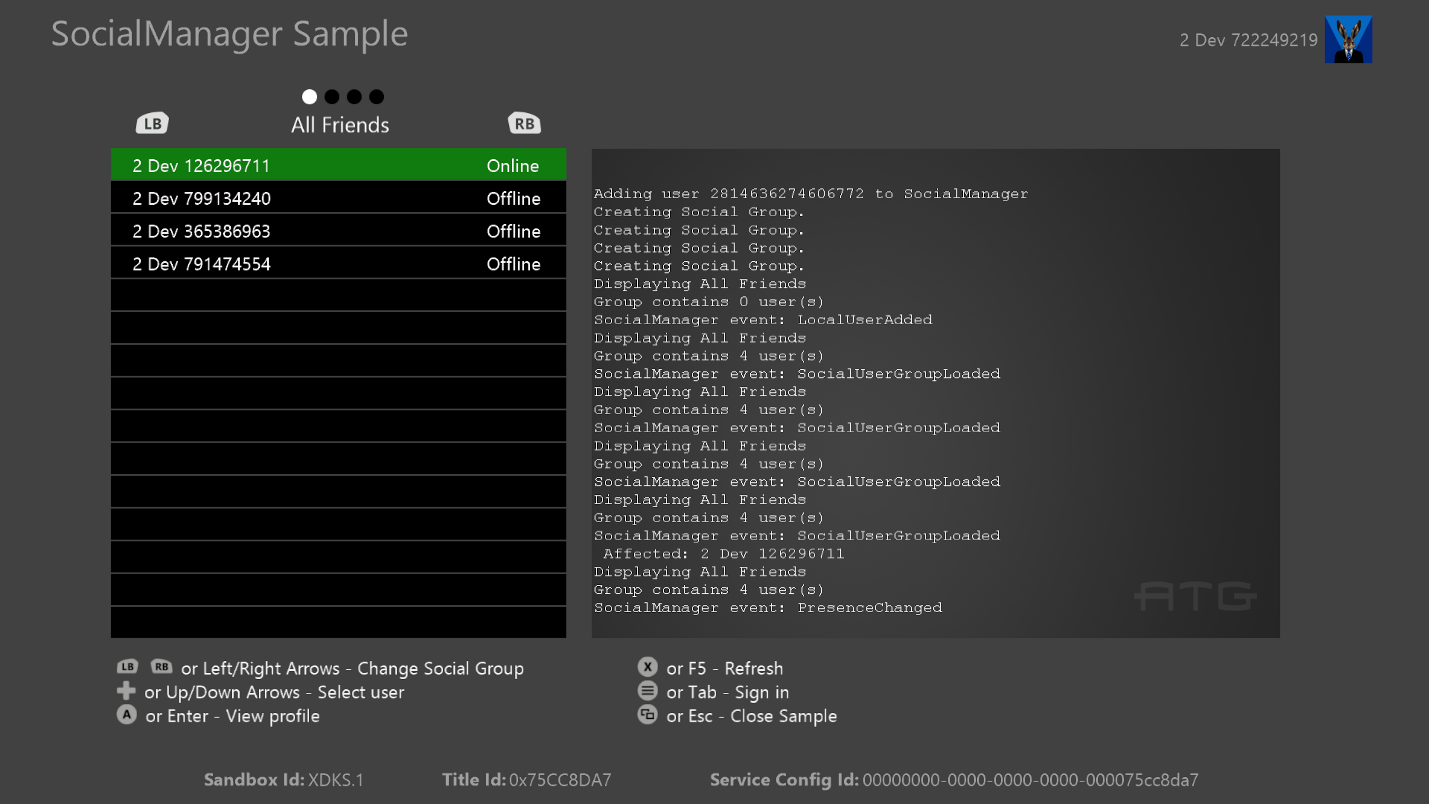 SocialManager Sample
2 Dev 722249219
LB
All Friends
RB
2 Dev 126296711 Online
2 Dev 799134240 Offline
2 Dev 365386963 Offline
2 Dev 791474554 Offline
Adding user 2814636274606772 to SocialManager
Creating Social Group.
Creating Social Group.
Creating Social Group.
Creating Social Group.
Displaying All Friends
Group contains 0 user(s)
SocialManager event: LocalUserAdded
Displaying All Friends
Group contains 4 user(s)
SocialManager event: SocialUserGroupLoaded
Displaying All Friends
Group contains 4 user(s)
SocialManager event: SocialUserGroupLoaded
Displaying All Friends
Group contains 4 user(s)
SocialManager event: SocialUserGroupLoaded
Displaying All Friends
Group contains 4 user(s)
SocialManager event: SocialUserGroupLoaded
Affected: 2 Dev 126296711
Displaying All Friends
Group contains 4 user(s)
SocialManager event: PresenceChanged
ATG
LB RB or Left/Right Arrows - Change Social Group
or Up/Down Arrows - Select user
A or Enter - View profile
X or F5 - Refresh
or Tab - Sign in
or Esc - Close Sample
Sandbox Id: XDKS.1
Title Id: 0x75CC8DA7
Service Config Id: 00000000-0000-0000-0000-000075cc8da7